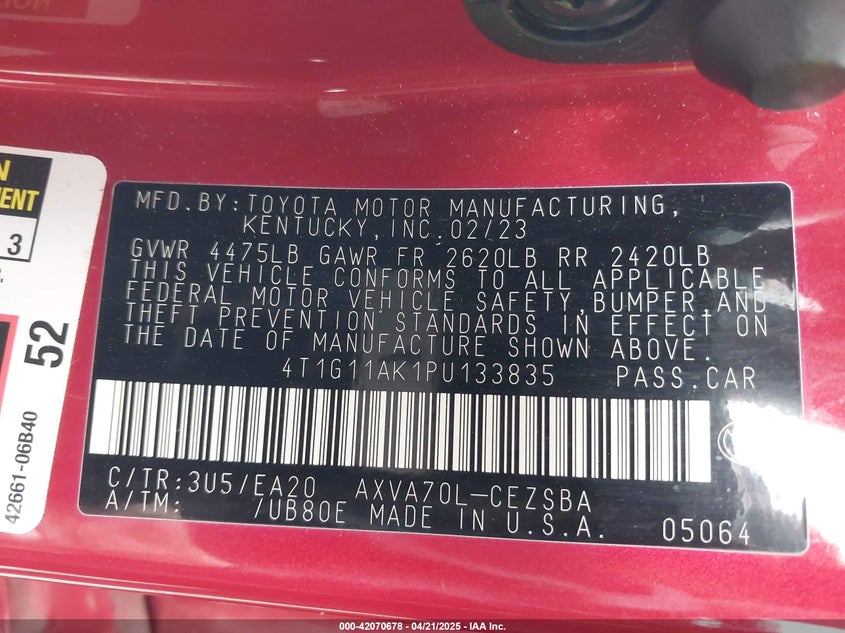 MFD.BY:TOYOTA MOTOR MANUFACTURING,
KENTUCKY,INC.02/23
GVWR 4475LB GAWR FR 2620LB RR 2420LB
THIS VEHICLE CONFORMS TO ALL APPLICABLE
FEDERAL MOTOR VEHICLE SAFETY,BUMPER,AND
THEFT PREVENTION STANDARDS IN EFFECT ON
THE DATE OF MANUFACTURE SHOWN ABOVE.
4T1G11AK1PU133835 PASS.CAR
C/TR:3U5/EA20 AXVA70L-CEZSBA
A/TM: /UB80E MADE IN U.S.A.
05064
3
52
42661-06B40
000-42070678 - 04/21/2025 - IAA Inc.